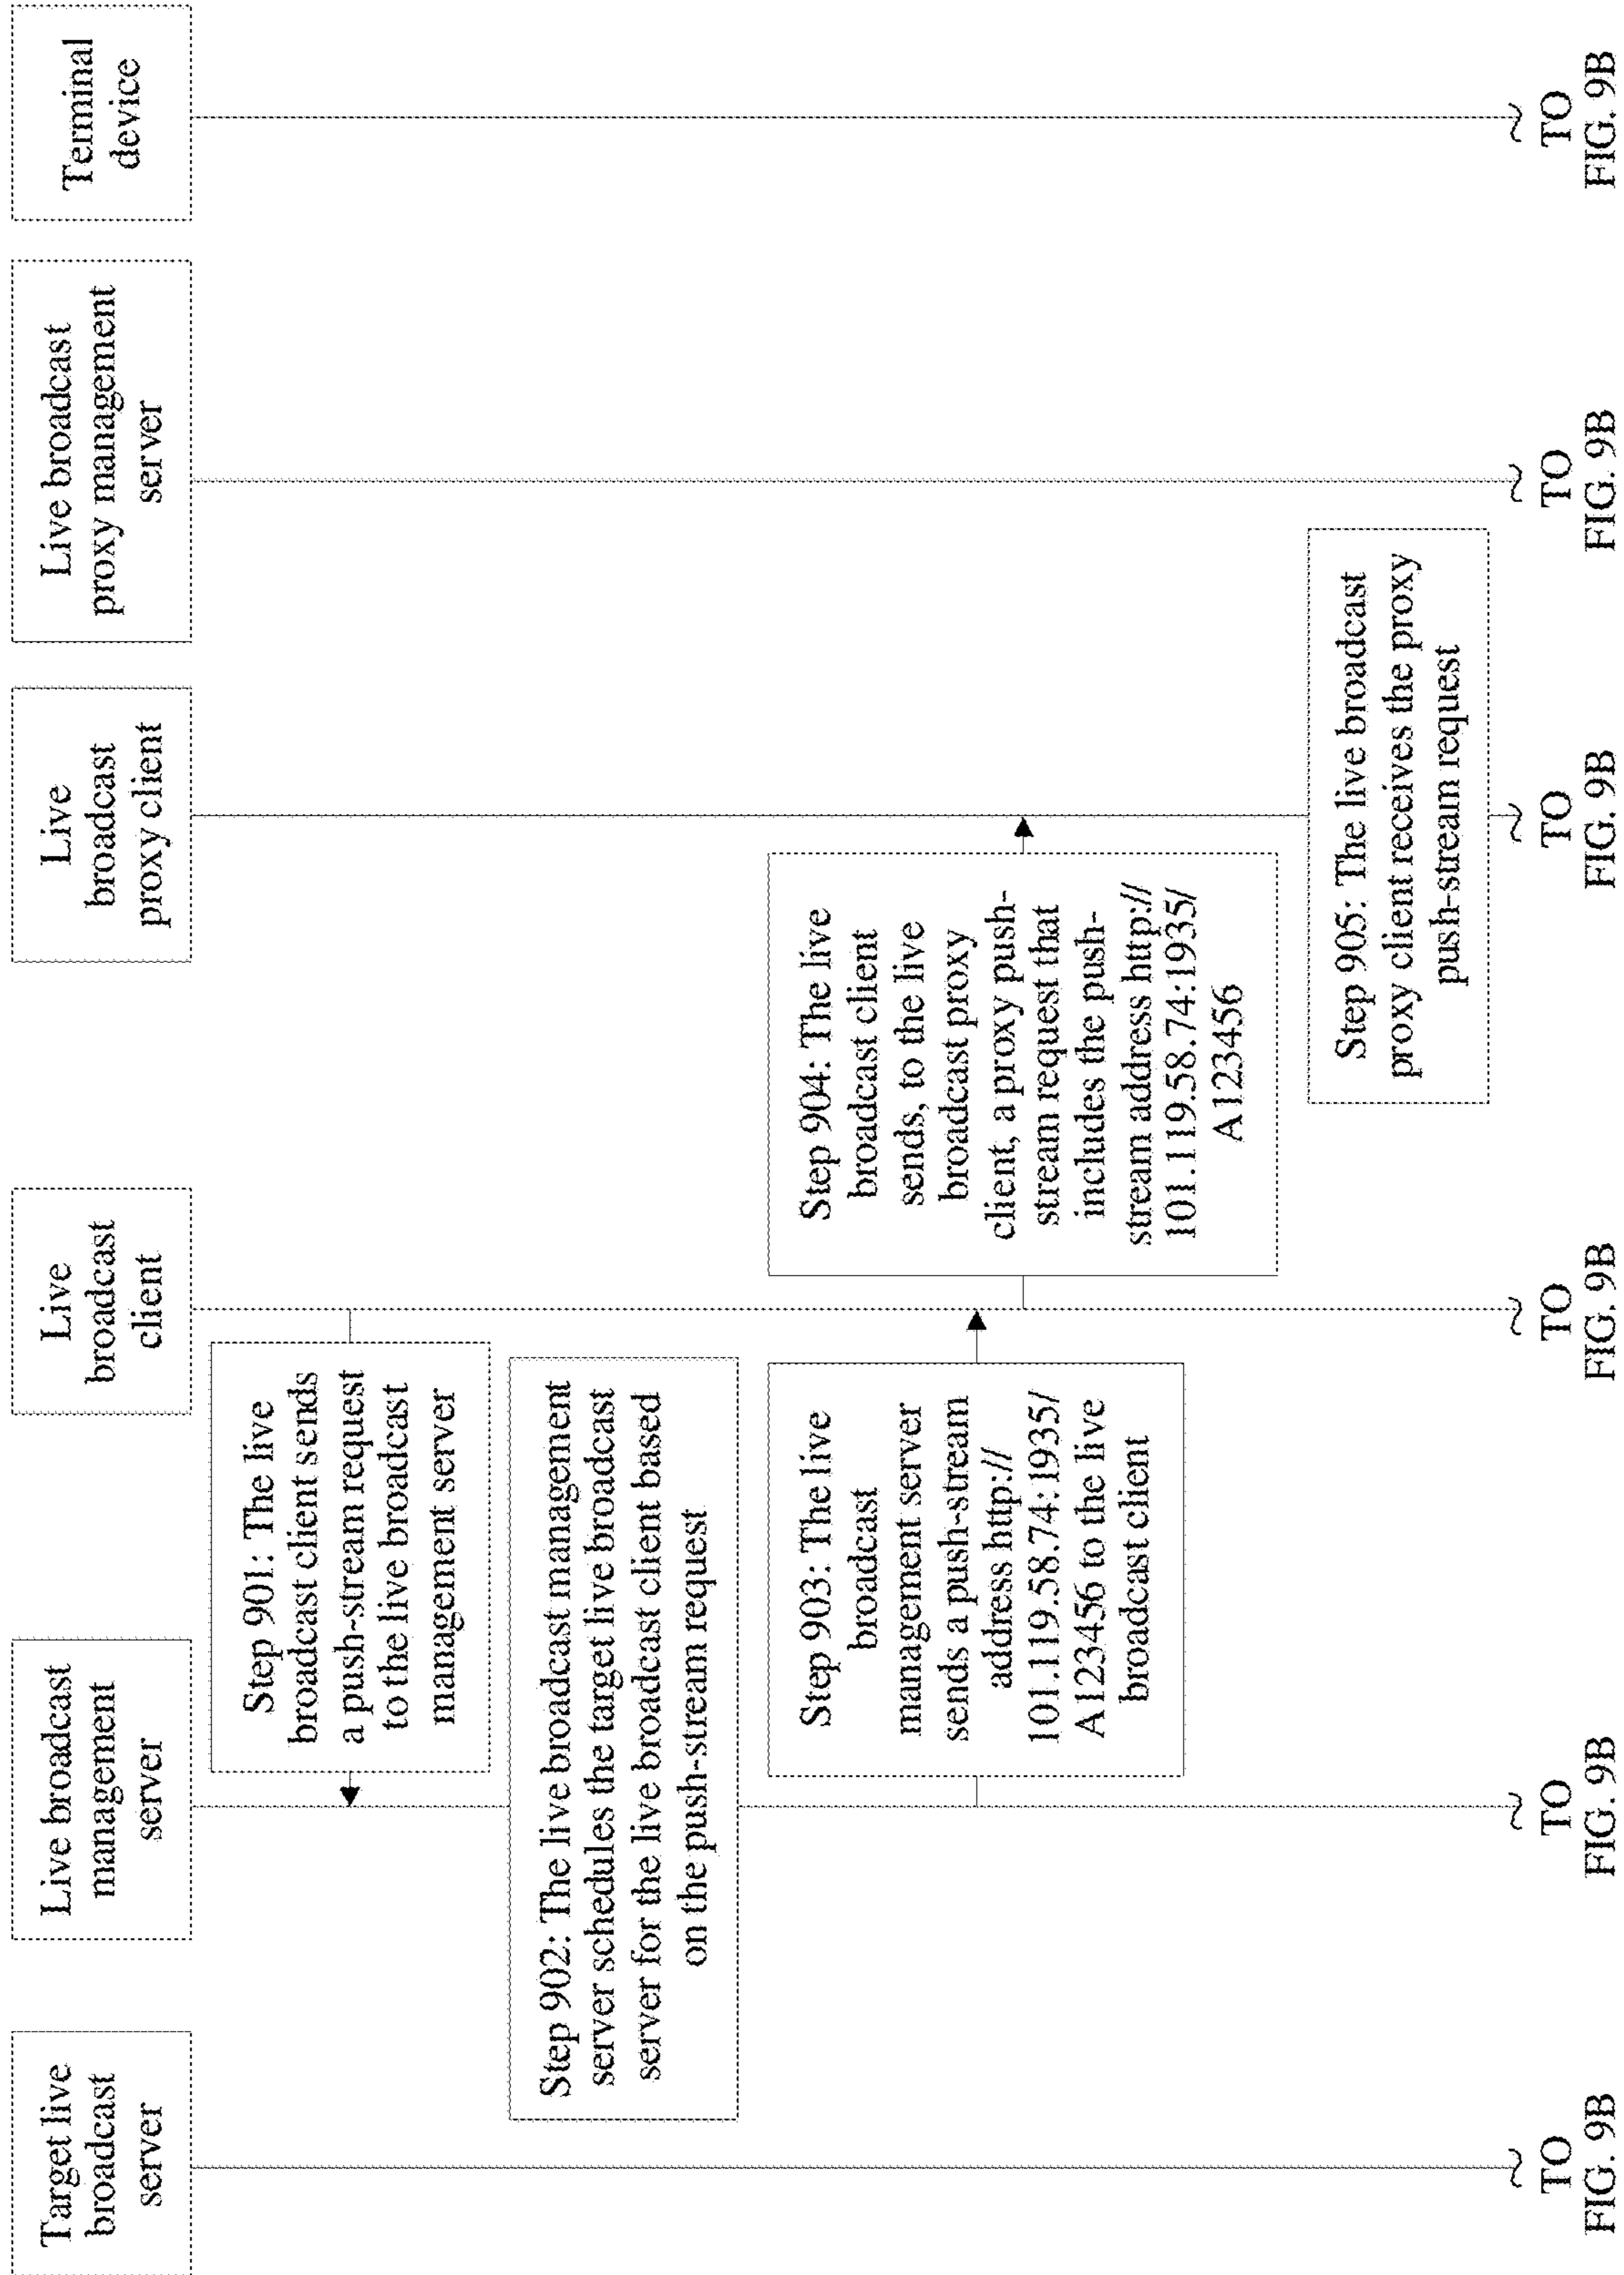 Target live
broadcast
server
Live broadcast
management
server
Live
broadcast
client
Live
broadcast
proxy client
Live broadcast
proxy management
server
Terminal
device
Step 901: The live
broadcast client sends
a push-stream request
to the live broadcast
management server
Step 902: The live broadcast management
server schedules the target live broadcast
server for the live broadcast client based
on the push-stream request
Step 903: The live
broadcast
management server
sends a push-stream
address http://
101.119.58.74:1935/
A123456 to the live
broadcast client
Step 904: The live
broadcast client
sends, to the live
broadcast proxy
client, a proxy push-
stream request that
includes the push-
stream address http://
101.119.58.74:1935/
A123456
Step 905: The live broadcast
proxy client receives the proxy
push-stream request
TO
FIG. 9B
TO
FIG. 9B
TO
FIG. 9B
TO
FIG. 9B
TO
FIG. 9B
TO
FIG. 9B